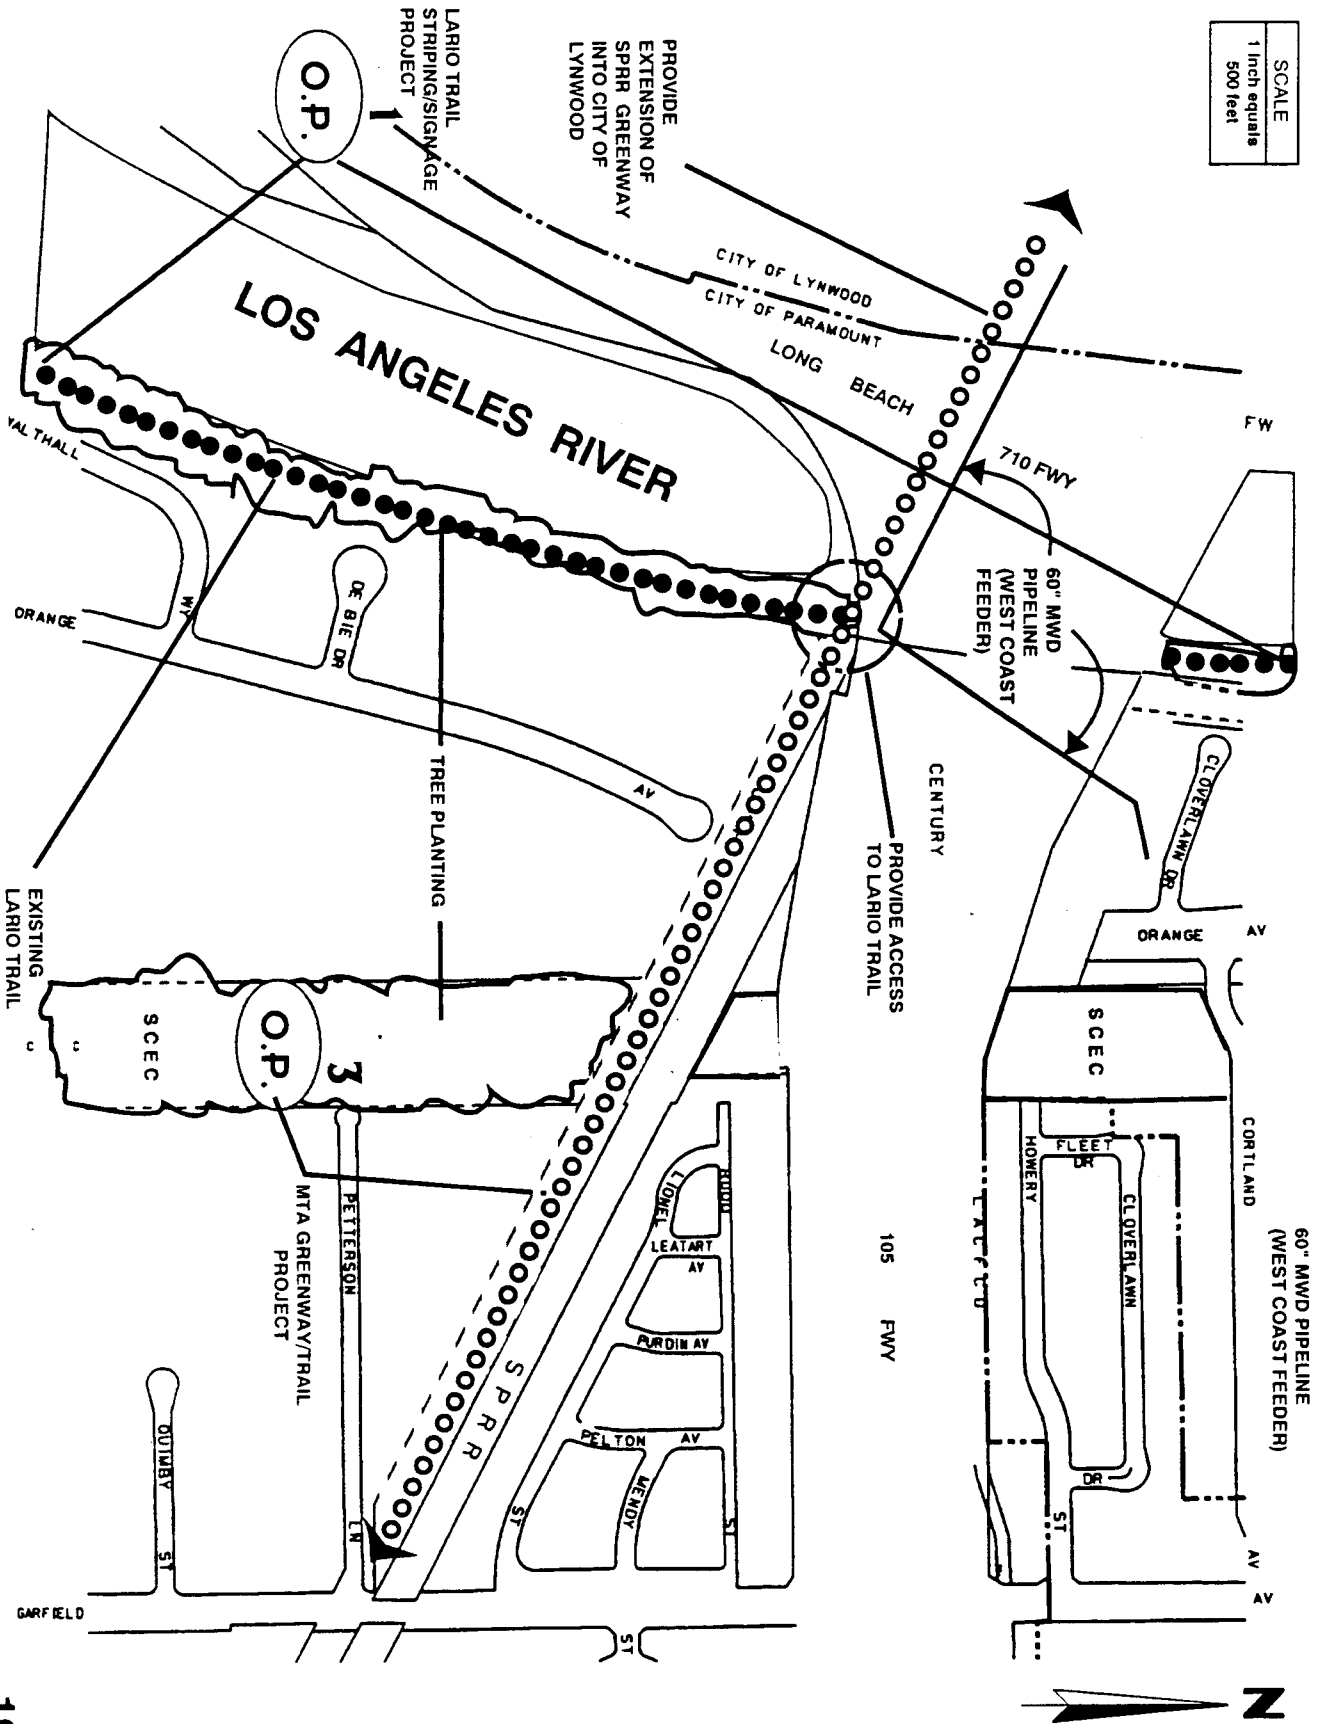 SCALE
1 inch equals
500 feet
LARIO TRAIL
STRIPING/SIGNAGE
PROJECT
O.P.
1
PROVIDE
EXTENSION OF
SPRR GREENWAY
INTO CITY OF
LYNWOOD
CITY OF LYNWOOD
CITY OF PARAMOUNT
LONG BEACH
FW
710 FWY
60" MWD
PIPELINE
(WEST COAST
FEEDER)
LOS ANGELES RIVER
WY
ORANGE
AV
DE BIE DR
TREE PLANTING
EXISTING
LARIO TRAIL
CENTURY
PROVIDE ACCESS
TO LARIO TRAIL
CLOVERLAWN DR
ORANGE
AV
SCEC
O.P.
3
SCEC
MTA GREENWAY/TRAIL
PROJECT
PETTERSON
LN
QUIMBY
ST
GARFIELD
AV
SPRR
RUDD
ST
LIONEL
ST
LEATART
AV
PURDIN AV
PELTON
AV
MENDY
ST
105 FWY
LACFCD
HOWERY
ST
FLEET
DR
CLOVERLAWN
DR
CORTLAND
AV
60" MWD PIPELINE
(WEST COAST FEEDER)
N